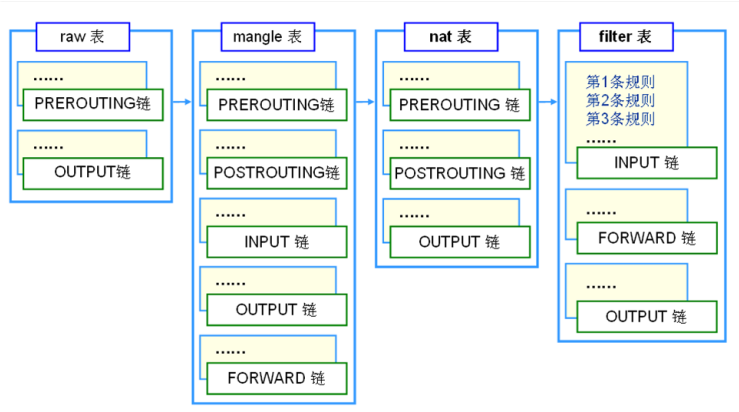 raw 表
……
PREROUTING链
……
OUTPUT链
mangle 表
……
PREROUTING链
……
POSTROUTING链
……
INPUT 链
……
OUTPUT 链
……
FORWARD 链
nat 表
……
PREROUTING 链
……
POSTROUTING 链
……
OUTPUT 链
filter 表
第1条规则
第2条规则
第3条规则
……
INPUT 链
……
FORWARD 链
……
OUTPUT 链